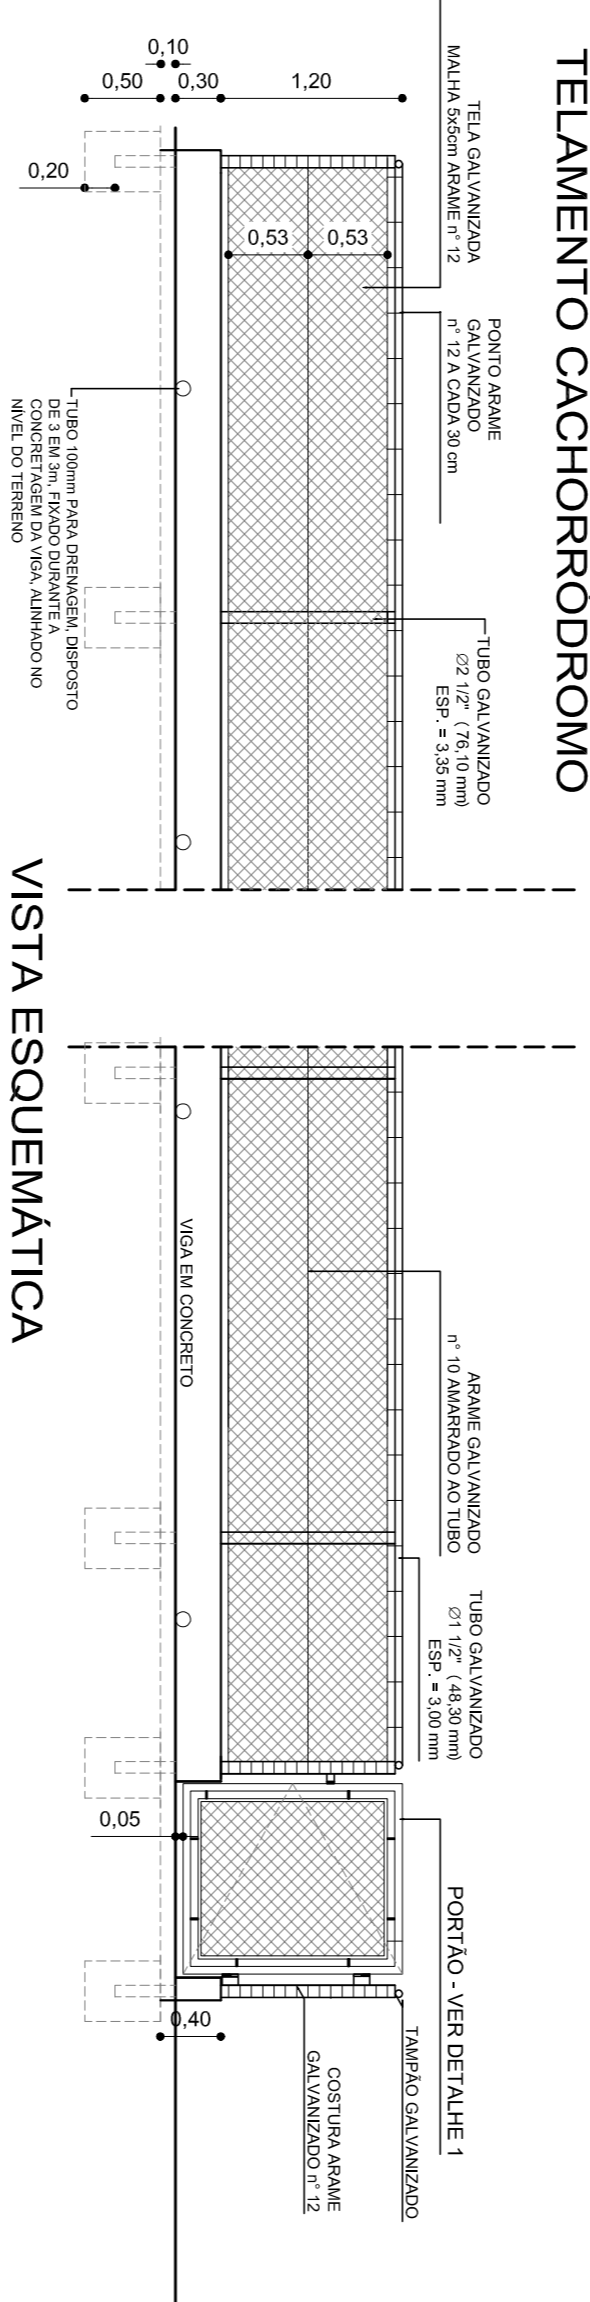 TELAMENTO CACHORRÓDROMO
TELA GALVANIZADA
MALHA 5x5cm ARAME n° 12
PONTO ARAME
GALVANZADO
n° 12 A CADA 30 cm
TUBO GALVANIZADO
Ø2 1/2" ( 76,10 mm)
ESP. = 3,35 mm
ARAME GALVANIZADO
n° 10 AMARRADO AO TUBO
TUBO GALVANIZADO
Ø1 1/2" ( 48,30 mm)
ESP. = 3,00 mm
PORTÃO - VER DETALHE 1
TAMPÃO GALVANIZADO
COSTURA ARAME
GALVANIZADO n° 12
1,20
0,30
0,10
0,50
0,20
0,53
0,53
VIGA EM CONCRETO
0,05
0,40
TUBO 100mm PARA DRENAGEM, DISPOSTO
DE 3 EM 3m, FIXADO DURANTE A
CONCRETAGEM DA VIGA, ALINHADO NO
NÍVEL DO TERRENO
VISTA ESQUEMÁTICA